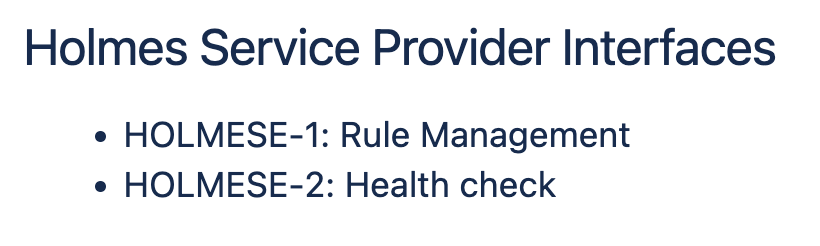 Holmes Service Provider Interfaces
• HOLMESE-1: Rule Management
• HOLMESE-2: Health check